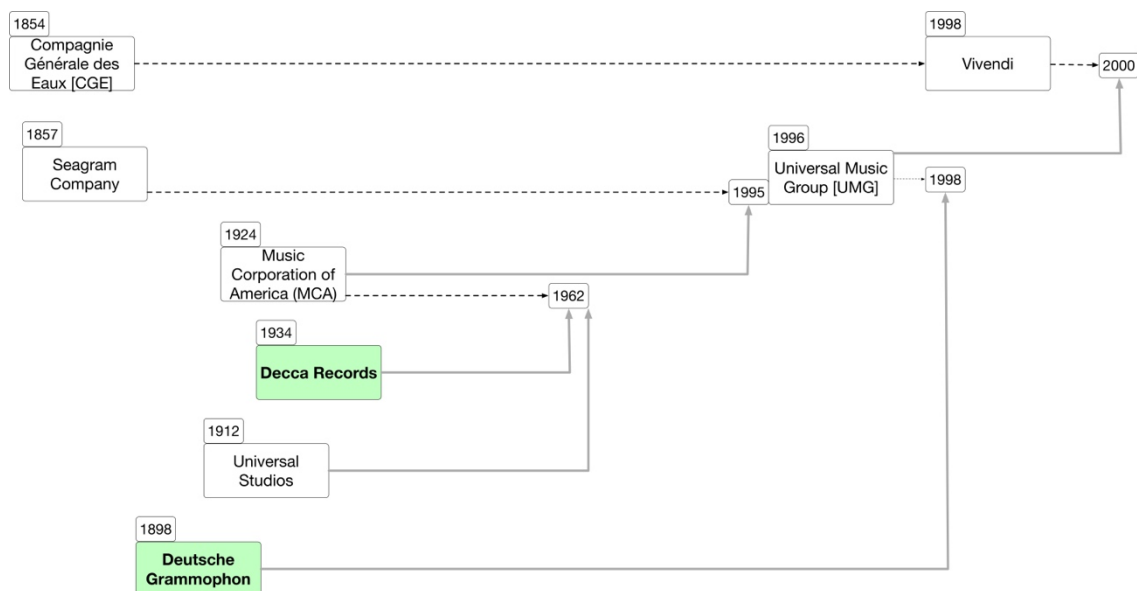 1854
Compagnie
Générale des
Eaux [CGE]
1998
Vivendi
2000
1857
Seagram
Company
1995
1996
Universal Music
Group [UMG]
1998
1924
Music
Corporation of
America (MCA)
1962
1934
Decca Records
1912
Universal
Studios
1898
Deutsche
Grammophon